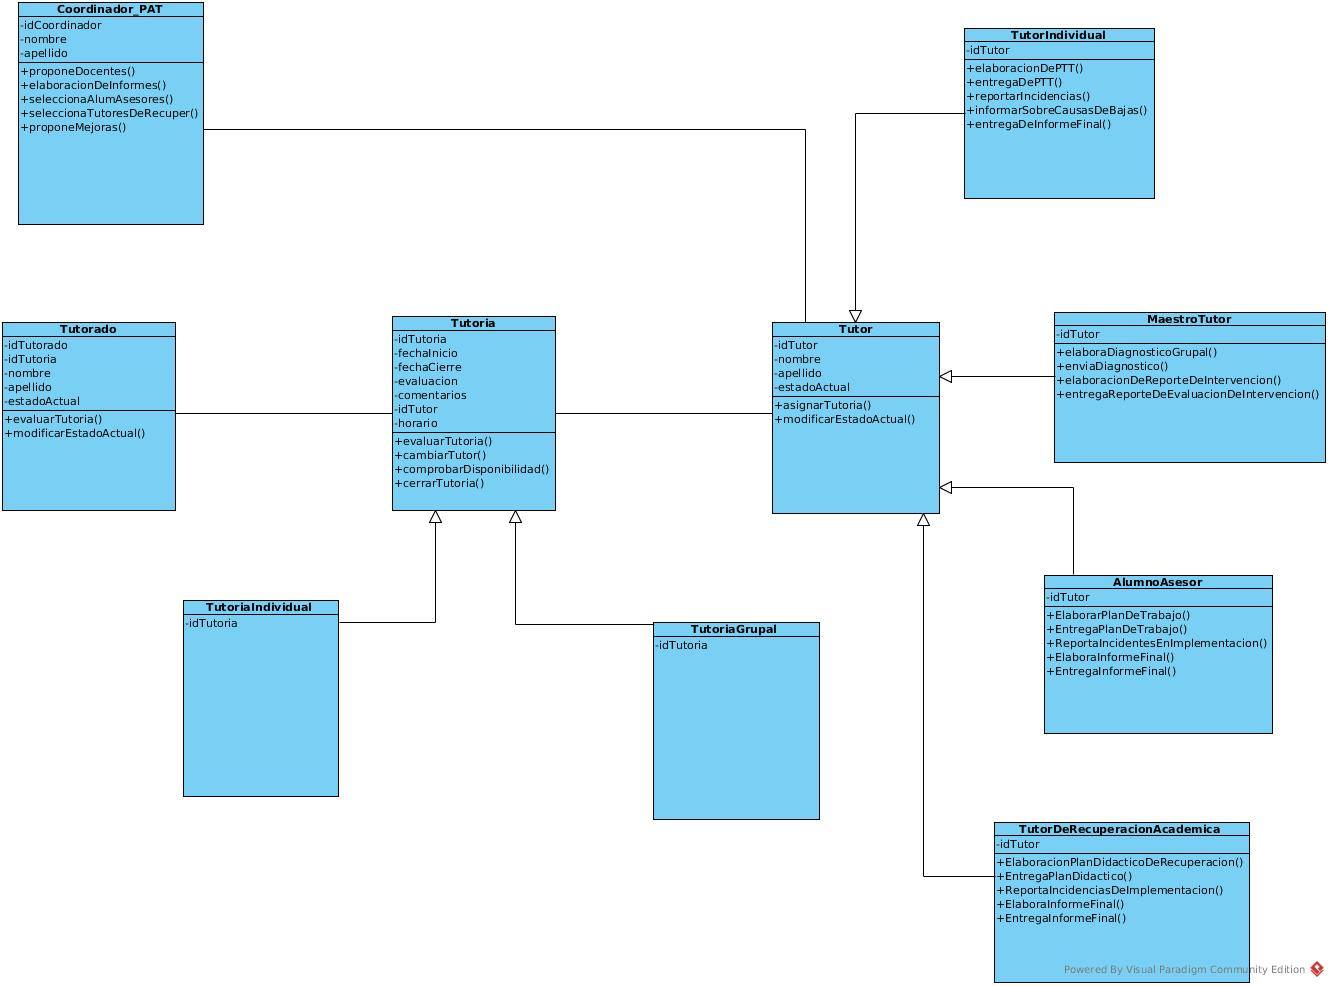 Coordinador_PAT
-idCoordinador
-nombre
-apellido
+proponeDocentes()
+elaboracionDeInformes()
+seleccionaAlumAsesores()
+seleccionaTutoresDeRecuper()
+proponeMejoras()
TutorIndividual
-idTutor
+elaboracionDePTT()
+entregaDePTT()
+reportarIncidencias()
+informarSobreCausasDeBajas()
+entregaDeInformeFinal()
Tutorado
-idTutorado
-idTutoria
-nombre
-apellido
-estadoActual
+evaluarTutoria()
+modificarEstadoActual()
Tutoria
-idTutoria
-fechaInicio
-fechaCierre
-evaluacion
-comentarios
-idTutor
-horario
+evaluarTutoria()
+cambiarTutor()
+comprobarDisponibilidad()
+cerrarTutoria()
Tutor
-idTutor
-nombre
-apellido
-estadoActual
+asignarTutoria()
+modificarEstadoActual()
MaestroTutor
-idTutor
+elaboraDiagnosticoGrupal()
+enviaDiagnostico()
+elaboracionDeReporteDeIntervencion()
+entregaReporteDeEvaluacionDeIntervencion()
TutoriaIndividual
-idTutoria
TutoriaGrupal
-idTutoria
AlumnoAsesor
-idTutor
+ElaborarPlanDeTrabajo()
+EntregaPlanDeTrabajo()
+ReportaIncidentesEnImplementacion()
+ElaboraInformeFinal()
+EntregaInformeFinal()
TutorDeRecuperacionAcademica
-idTutor
+ElaboracionPlanDidacticoDeRecuperacion()
+EntregaPlanDidactico()
+ReportaIncidenciasDeImplementacion()
+ElaboraInformeFinal()
+EntregaInformeFinal()
Powered By Visual Paradigm Community Edition